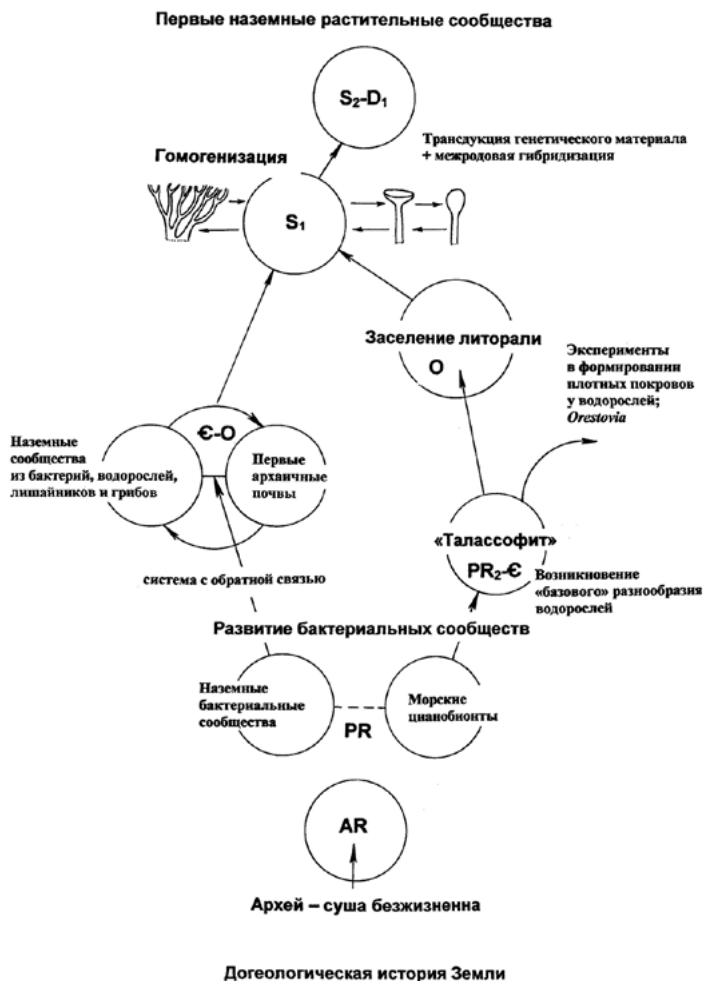 Первые наземные растительные сообщества
S₂-D₁
Трансдукция генетического материала
+ межродовая гибридизация
Гомогенизация
S₁
Заселение литорали
O
Эксперименты
в формировании
плотных покровов
у водорослей;
Orestovia
Є-O
Наземные
сообщества
из бактерий, водорослей,
лишайников и грибов
Первые
архаичные
почвы
«Талассофит»
PR₂-Є
Возникновение
«базового» разнообразия
водорослей
система с обратной связью
Развитие бактериальных сообществ
Наземные
бактериальные
сообщества
PR
Морские
цианобионты
AR
Архей – суша безжизненна
Догеологическая история Земли